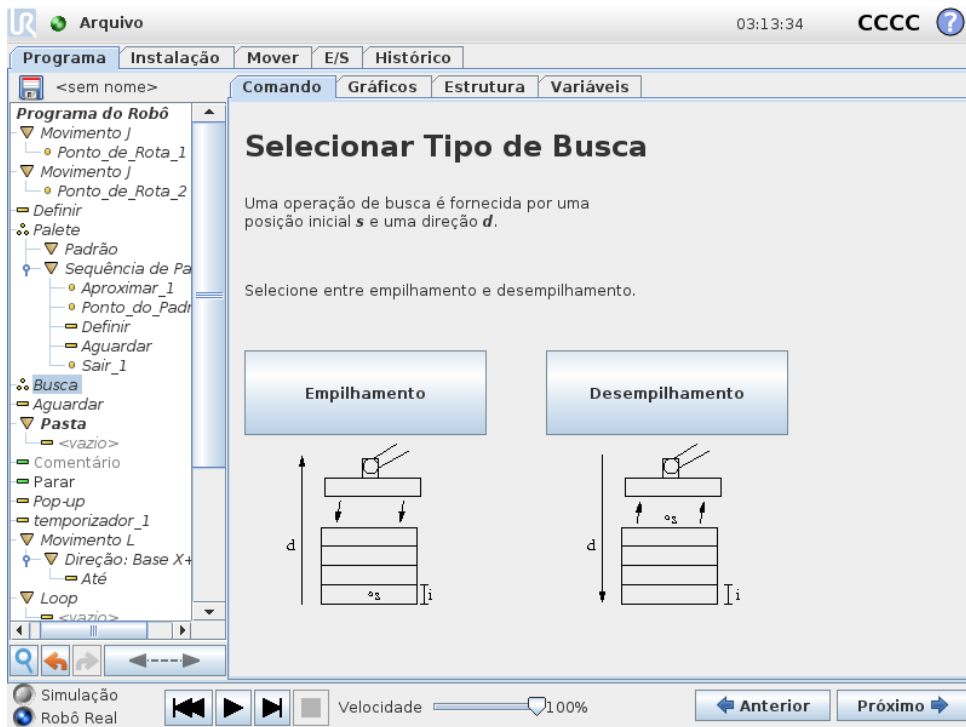 UR Arquivo 03:13:34 CCCC ?
Programa Instalação Mover E/S Histórico
<sem nome>
Comando Gráficos Estrutura Variáveis
Programa do Robô
Movimento J
Ponto_de_Rota_1
Movimento J
Ponto_de_Rota_2
Definir
Palete
Padrão
Sequência de Pa
Aproximar_1
Ponto_do_Padr
Definir
Aguardar
Sair_1
Busca
Aguardar
Pasta
<vazio>
Comentário
Parar
Pop-up
temporizador_1
Movimento L
Direção: Base X+
Até
Loop
<vazio>
Selecionar Tipo de Busca
Uma operação de busca é fornecida por uma
posição inicial s e uma direção d.
Selecione entre empilhamento e desempilhamento.
Empilhamento
d
s
i
Desempilhamento
d
s
i
Simulação
Robô Real
Velocidade 100%
Anterior Próximo